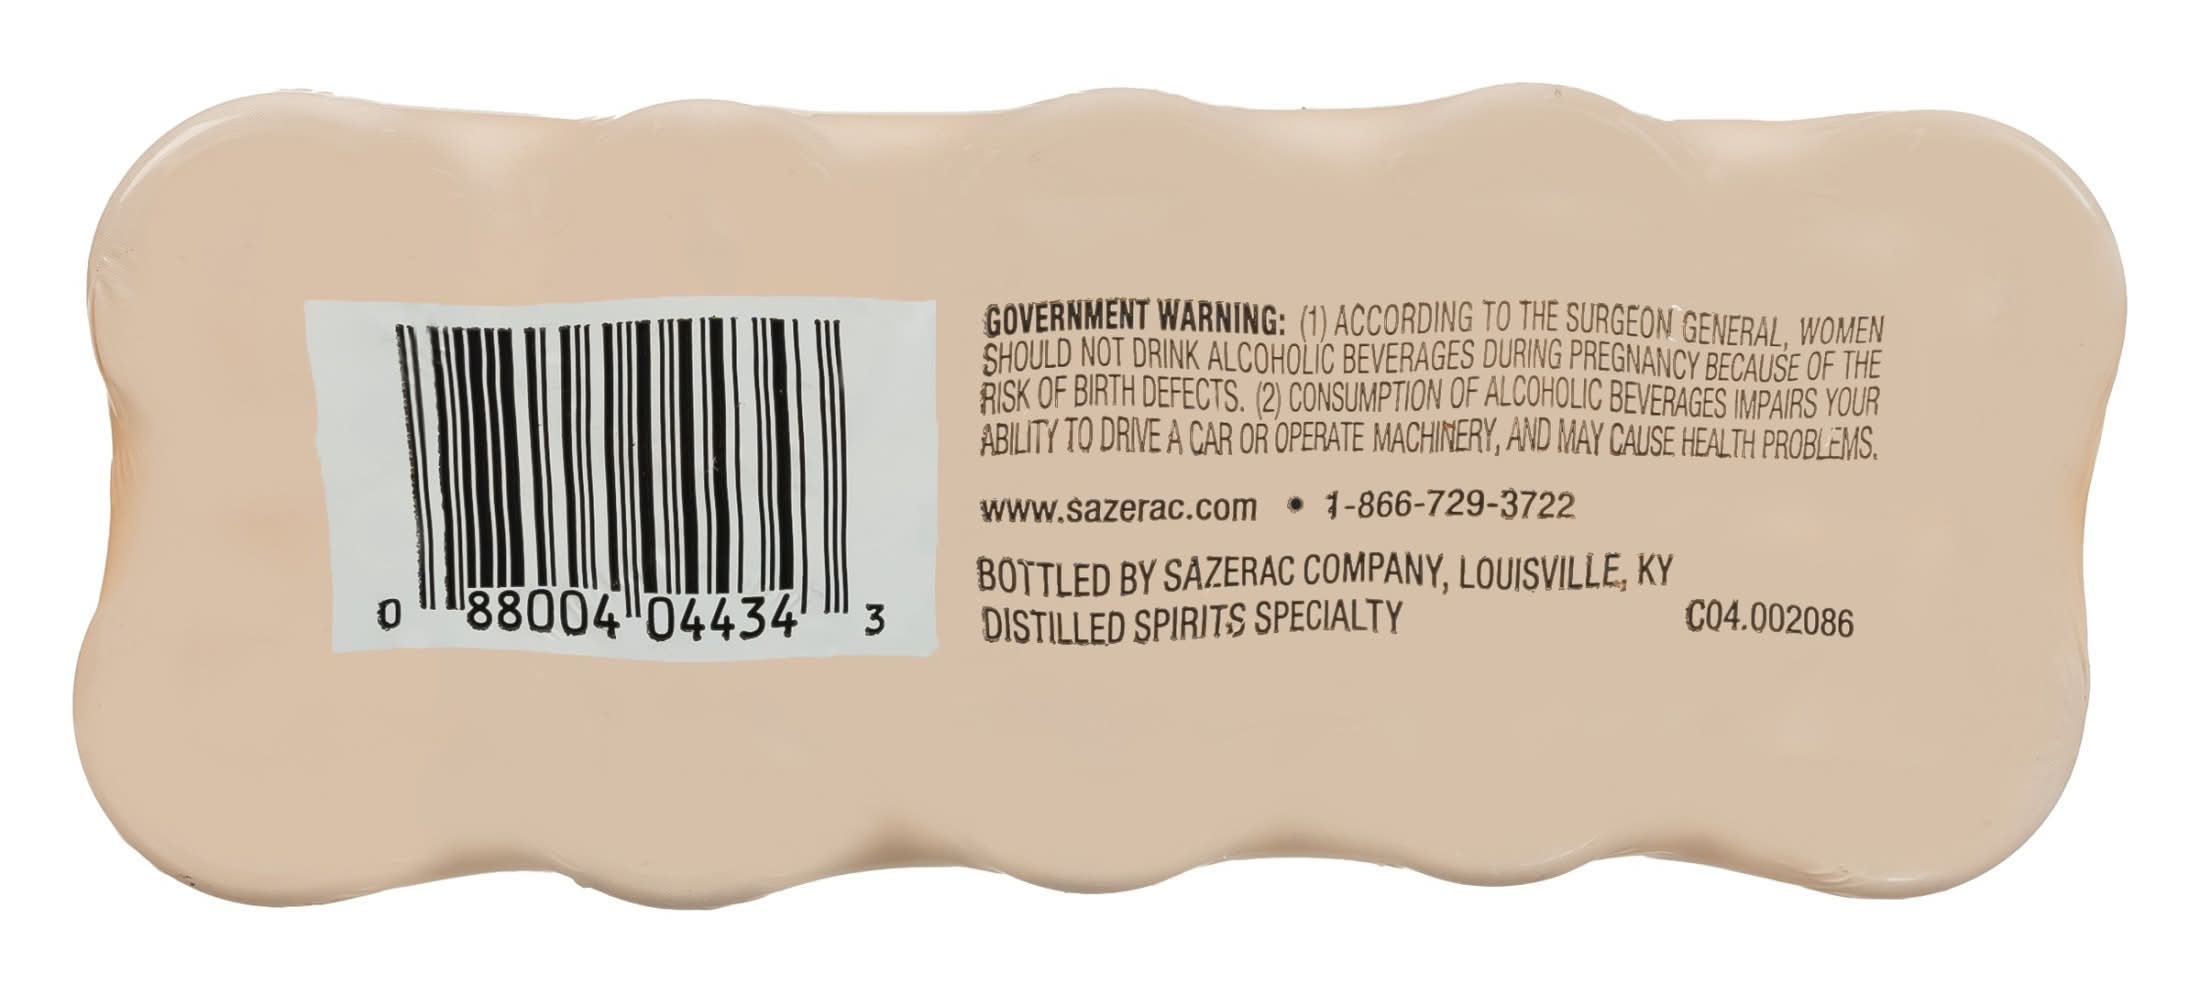 GOVERNMENT WARNING: (1) ACCORDING TO THE SURGEON GENERAL, WOMEN
SHOULD NOT DRINK ALCOHOLIC BEVERAGES DURING PREGNANCY BECAUSE OF THE
RISK OF BIRTH DEFECTS. (2) CONSUMPTION OF ALCOHOLIC BEVERAGES IMPAIRS YOUR
ABILITY TO DRIVE A CAR OR OPERATE MACHINERY, AND MAY CAUSE HEALTH PROBLEMS.
www.sazerac.com • 1-866-729-3722
BOTTLED BY SAZERAC COMPANY, LOUISVILLE, KY
DISTILLED SPIRITS SPECIALTY C04.002086
0 88004 04434 3